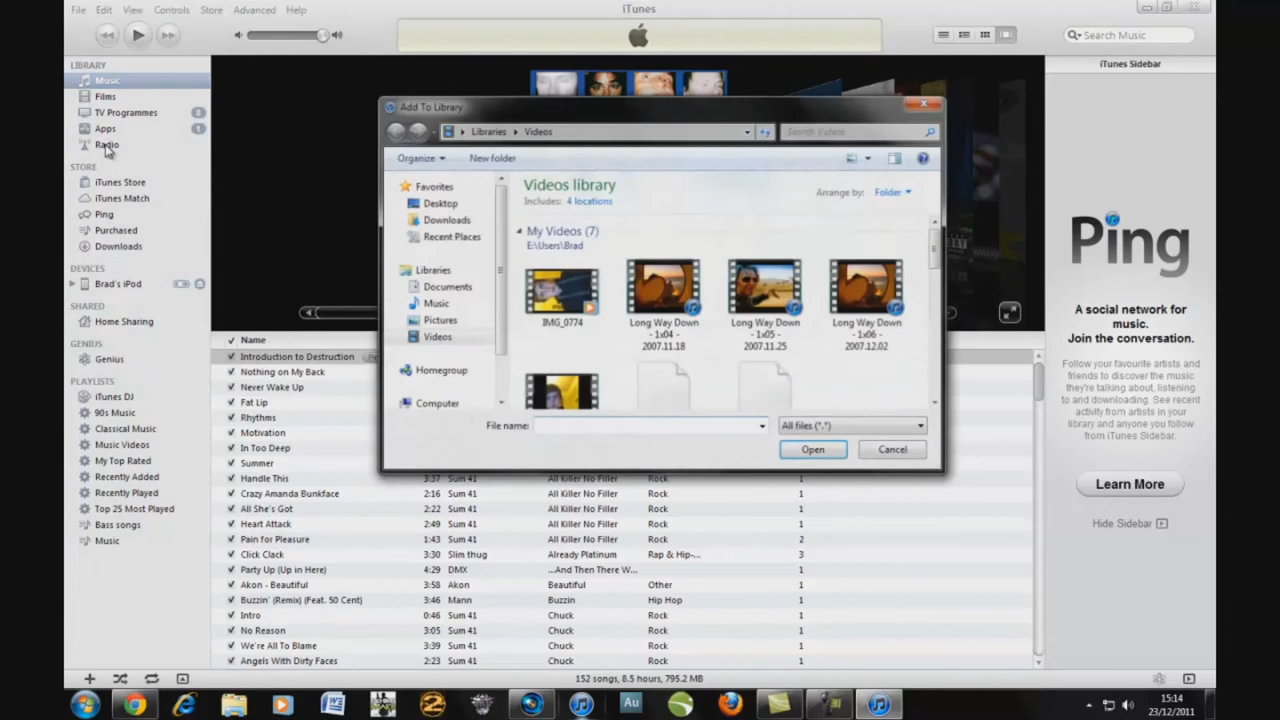 File Edit View Controls Store Advanced Help
iTunes
Search Music
LIBRARY
Music
Films
TV Programmes 5
Apps 1
Radio
STORE
iTunes Store
iTunes Match
Ping
Purchased
Downloads
DEVICES
Brad's iPod
SHARED
Home Sharing
GENIUS
Genius
PLAYLISTS
iTunes DJ
90s Music
Classical Music
Music Videos
My Top Rated
Recently Added
Recently Played
Top 25 Most Played
Bass songs
Music
Add To Library
Libraries Videos
Search Videos
Organize New folder
Favorites
Desktop
Downloads
Recent Places
Libraries
Documents
Music
Pictures
Videos
Homegroup
Computer
Videos library
Includes: 4 locations
Arrange by: Folder
My Videos (7)
E:\Users\Brad
IMG_0774
Long Way Down - 1x04 - 2007.11.18
Long Way Down - 1x05 - 2007.11.25
Long Way Down - 1x06 - 2007.12.02
File name:
All files (*.*)
Open Cancel
Name
Introduction to Destruction
Nothing on My Back
Never Wake Up
Fat Lip
Rhythms
Motivation
In Too Deep
Summer
Handle This 3:37 Sum 41 All Killer No Filler Rock 1
Crazy Amanda Bunkface 2:16 Sum 41 All Killer No Filler Rock 1
All She's Got 2:22 Sum 41 All Killer No Filler Rock 1
Heart Attack 2:49 Sum 41 All Killer No Filler Rock 1
Pain for Pleasure 1:43 Sum 41 All Killer No Filler Rock 2
Click Clack 3:30 Slim thug Already Platinum Rap & Hip-... 3
Party Up (Up in Here) 4:29 DMX ...And Then There W... 1
Akon - Beautiful 3:58 Akon Beautiful Other 1
Buzzin' (Remix) (Feat. 50 Cent) 3:36 Mann Buzzin Hip Hop 1
Intro 0:46 Sum 41 Chuck Rock 1
No Reason 3:05 Sum 41 Chuck Rock 1
We're All To Blame 3:39 Sum 41 Chuck Rock 1
Angels With Dirty Faces 2:23 Sum 41 Chuck Rock 1
152 songs, 8.5 hours, 795.2 MB
iTunes Sidebar
Ping
A social network for
music.
Join the conversation.
Follow your favourite artists
and friends to discover the music
they're talking about, listening
to and downloading. See recent
activity from artists in your
library and anyone you follow
from iTunes Sidebar.
Learn More
Hide Sidebar
Au
15:14
23/12/2011